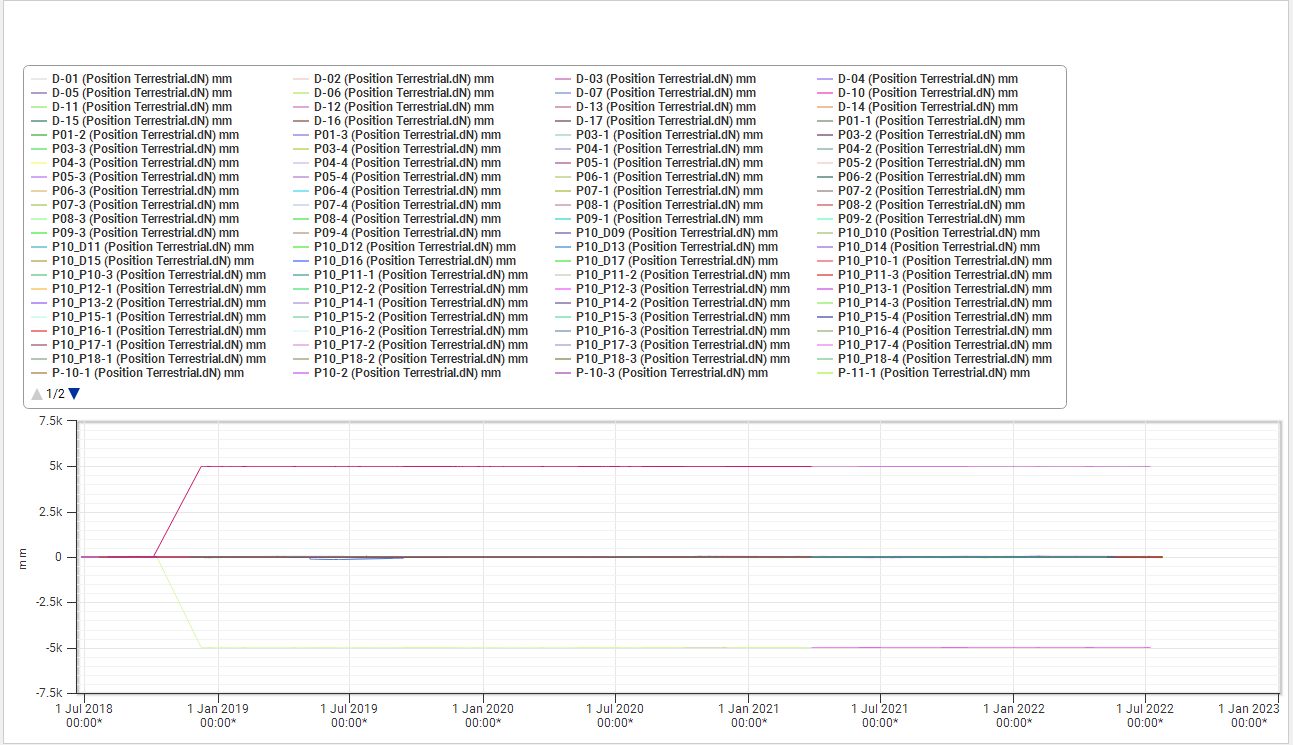 D-01 (Position Terrestrial.dN) mm D-02 (Position Terrestrial.dN) mm D-03 (Position Terrestrial.dN) mm D-04 (Position Terrestrial.dN) mm
D-05 (Position Terrestrial.dN) mm D-06 (Position Terrestrial.dN) mm D-07 (Position Terrestrial.dN) mm D-10 (Position Terrestrial.dN) mm
D-11 (Position Terrestrial.dN) mm D-12 (Position Terrestrial.dN) mm D-13 (Position Terrestrial.dN) mm D-14 (Position Terrestrial.dN) mm
D-15 (Position Terrestrial.dN) mm D-16 (Position Terrestrial.dN) mm D-17 (Position Terrestrial.dN) mm P01-1 (Position Terrestrial.dN) mm
P01-2 (Position Terrestrial.dN) mm P01-3 (Position Terrestrial.dN) mm P03-1 (Position Terrestrial.dN) mm P03-2 (Position Terrestrial.dN) mm
P03-3 (Position Terrestrial.dN) mm P03-4 (Position Terrestrial.dN) mm P04-1 (Position Terrestrial.dN) mm P04-2 (Position Terrestrial.dN) mm
P04-3 (Position Terrestrial.dN) mm P04-4 (Position Terrestrial.dN) mm P05-1 (Position Terrestrial.dN) mm P05-2 (Position Terrestrial.dN) mm
P05-3 (Position Terrestrial.dN) mm P05-4 (Position Terrestrial.dN) mm P06-1 (Position Terrestrial.dN) mm P06-2 (Position Terrestrial.dN) mm
P06-3 (Position Terrestrial.dN) mm P06-4 (Position Terrestrial.dN) mm P07-1 (Position Terrestrial.dN) mm P07-2 (Position Terrestrial.dN) mm
P07-3 (Position Terrestrial.dN) mm P07-4 (Position Terrestrial.dN) mm P08-1 (Position Terrestrial.dN) mm P08-2 (Position Terrestrial.dN) mm
P08-3 (Position Terrestrial.dN) mm P08-4 (Position Terrestrial.dN) mm P09-1 (Position Terrestrial.dN) mm P09-2 (Position Terrestrial.dN) mm
P09-3 (Position Terrestrial.dN) mm P09-4 (Position Terrestrial.dN) mm P10_D09 (Position Terrestrial.dN) mm P10_D10 (Position Terrestrial.dN) mm
P10_D11 (Position Terrestrial.dN) mm P10_D12 (Position Terrestrial.dN) mm P10_D13 (Position Terrestrial.dN) mm P10_D14 (Position Terrestrial.dN) mm
P10_D15 (Position Terrestrial.dN) mm P10_D16 (Position Terrestrial.dN) mm P10_D17 (Position Terrestrial.dN) mm P10_P10-1 (Position Terrestrial.dN) mm
P10_P10-3 (Position Terrestrial.dN) mm P10_P11-1 (Position Terrestrial.dN) mm P10_P11-2 (Position Terrestrial.dN) mm P10_P11-3 (Position Terrestrial.dN) mm
P10_P12-1 (Position Terrestrial.dN) mm P10_P12-2 (Position Terrestrial.dN) mm P10_P12-3 (Position Terrestrial.dN) mm P10_P13-1 (Position Terrestrial.dN) mm
P10_P13-2 (Position Terrestrial.dN) mm P10_P14-1 (Position Terrestrial.dN) mm P10_P14-2 (Position Terrestrial.dN) mm P10_P14-3 (Position Terrestrial.dN) mm
P10_P15-1 (Position Terrestrial.dN) mm P10_P15-2 (Position Terrestrial.dN) mm P10_P15-3 (Position Terrestrial.dN) mm P10_P15-4 (Position Terrestrial.dN) mm
P10_P16-1 (Position Terrestrial.dN) mm P10_P16-2 (Position Terrestrial.dN) mm P10_P16-3 (Position Terrestrial.dN) mm P10_P16-4 (Position Terrestrial.dN) mm
P10_P17-1 (Position Terrestrial.dN) mm P10_P17-2 (Position Terrestrial.dN) mm P10_P17-3 (Position Terrestrial.dN) mm P10_P17-4 (Position Terrestrial.dN) mm
P10_P18-1 (Position Terrestrial.dN) mm P10_P18-2 (Position Terrestrial.dN) mm P10_P18-3 (Position Terrestrial.dN) mm P10_P18-4 (Position Terrestrial.dN) mm
P-10-1 (Position Terrestrial.dN) mm P10-2 (Position Terrestrial.dN) mm P-10-3 (Position Terrestrial.dN) mm P-11-1 (Position Terrestrial.dN) mm
1/2
7.5k
5k
2.5k
0
-2.5k
-5k
-7.5k
mm
1 Jul 2018 1 Jan 2019 1 Jul 2019 1 Jan 2020 1 Jul 2020 1 Jan 2021 1 Jul 2021 1 Jan 2022 1 Jul 2022 1 Jan 2023
00:00* 00:00* 00:00* 00:00* 00:00* 00:00* 00:00* 00:00* 00:00* 00:00*